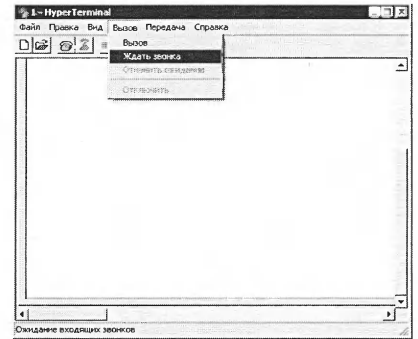 1 - HyperTerminal
Файл Правка Вид Вызов Передача Справка
Вызов
Ждать звонка
Отменить ожидание
Отключить
Ожидание входящих звонков